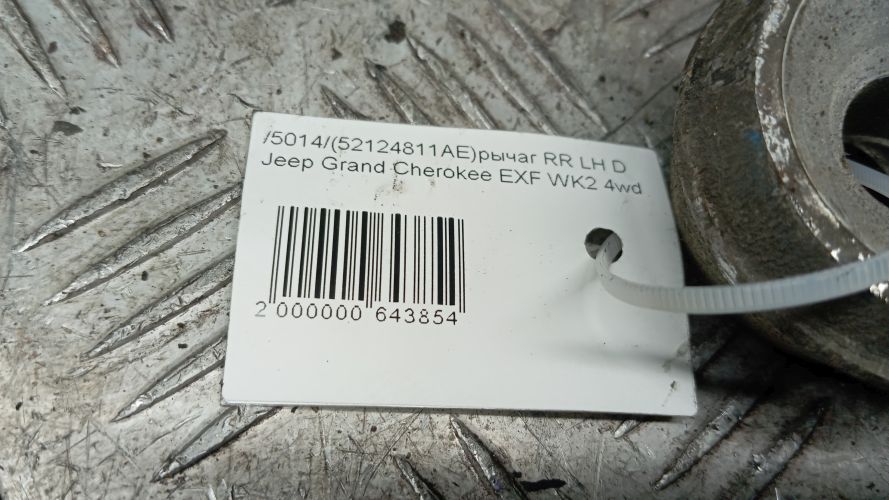 /5014/(52124811AE)рычаг RR LH D
Jeep Grand Cherokee EXF WK2 4wd
2 000000 643854